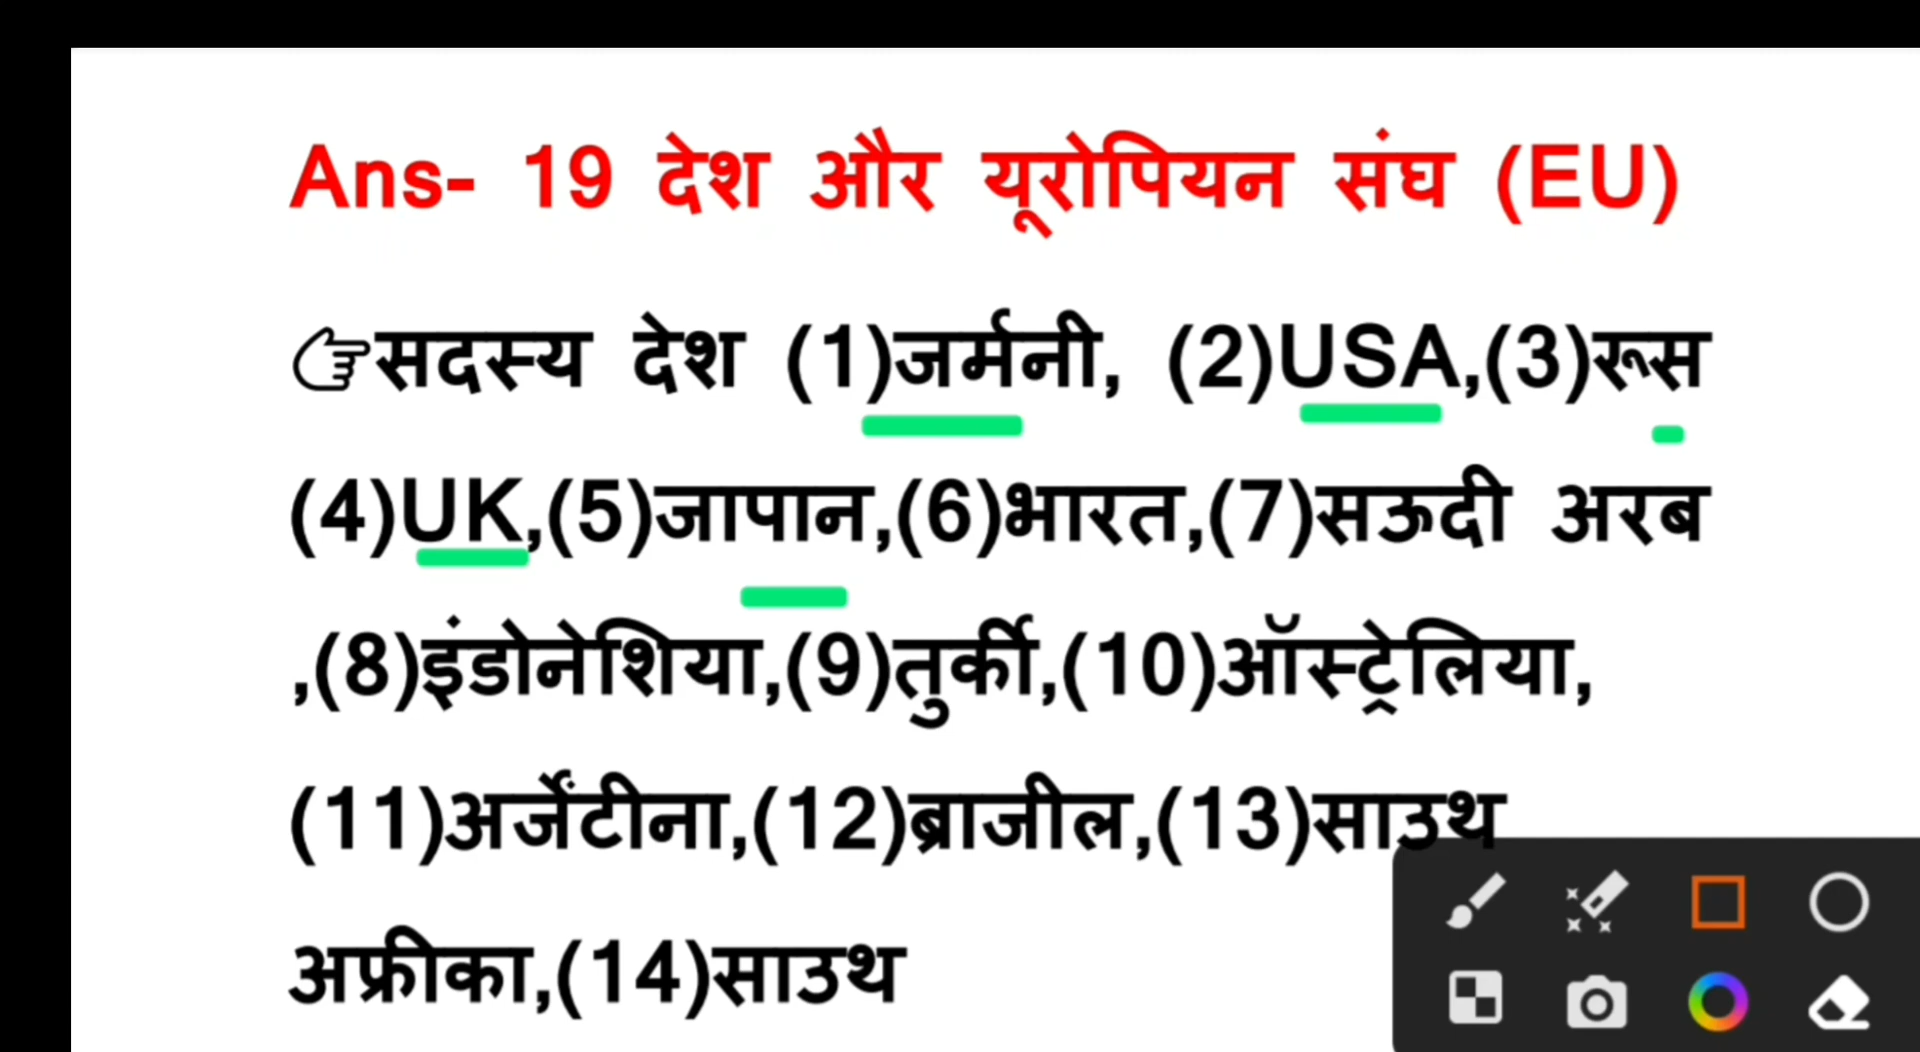 Ans- 19 देश और यूरोपियन संघ (EU)
👉सदस्य देश (1)जर्मनी, (2)USA,(3)रूस
(4)UK,(5)जापान,(6)भारत,(7)सऊदी अरब
,(8)इंडोनेशिया,(9)तुर्की,(10)ऑस्ट्रेलिया,
(11)अर्जेंटीना,(12)ब्राजील,(13)साउथ
अफ्रीका,(14)साउथ